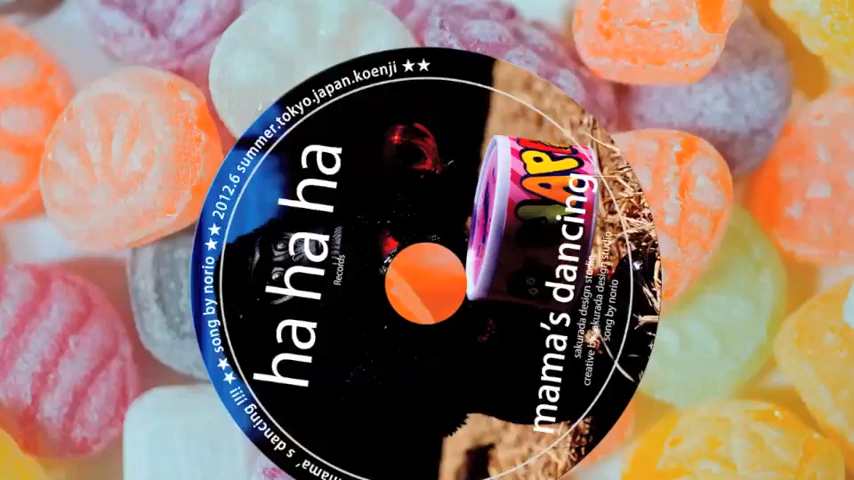 ha ha ha
Records
mama's dancing
sakurada design studio
creative by sakurada design studio
song by norio
mama' s dancing !!!! ★★ song by norio ★★ 2012.6 summer.tokyo.japan.koenji ★★